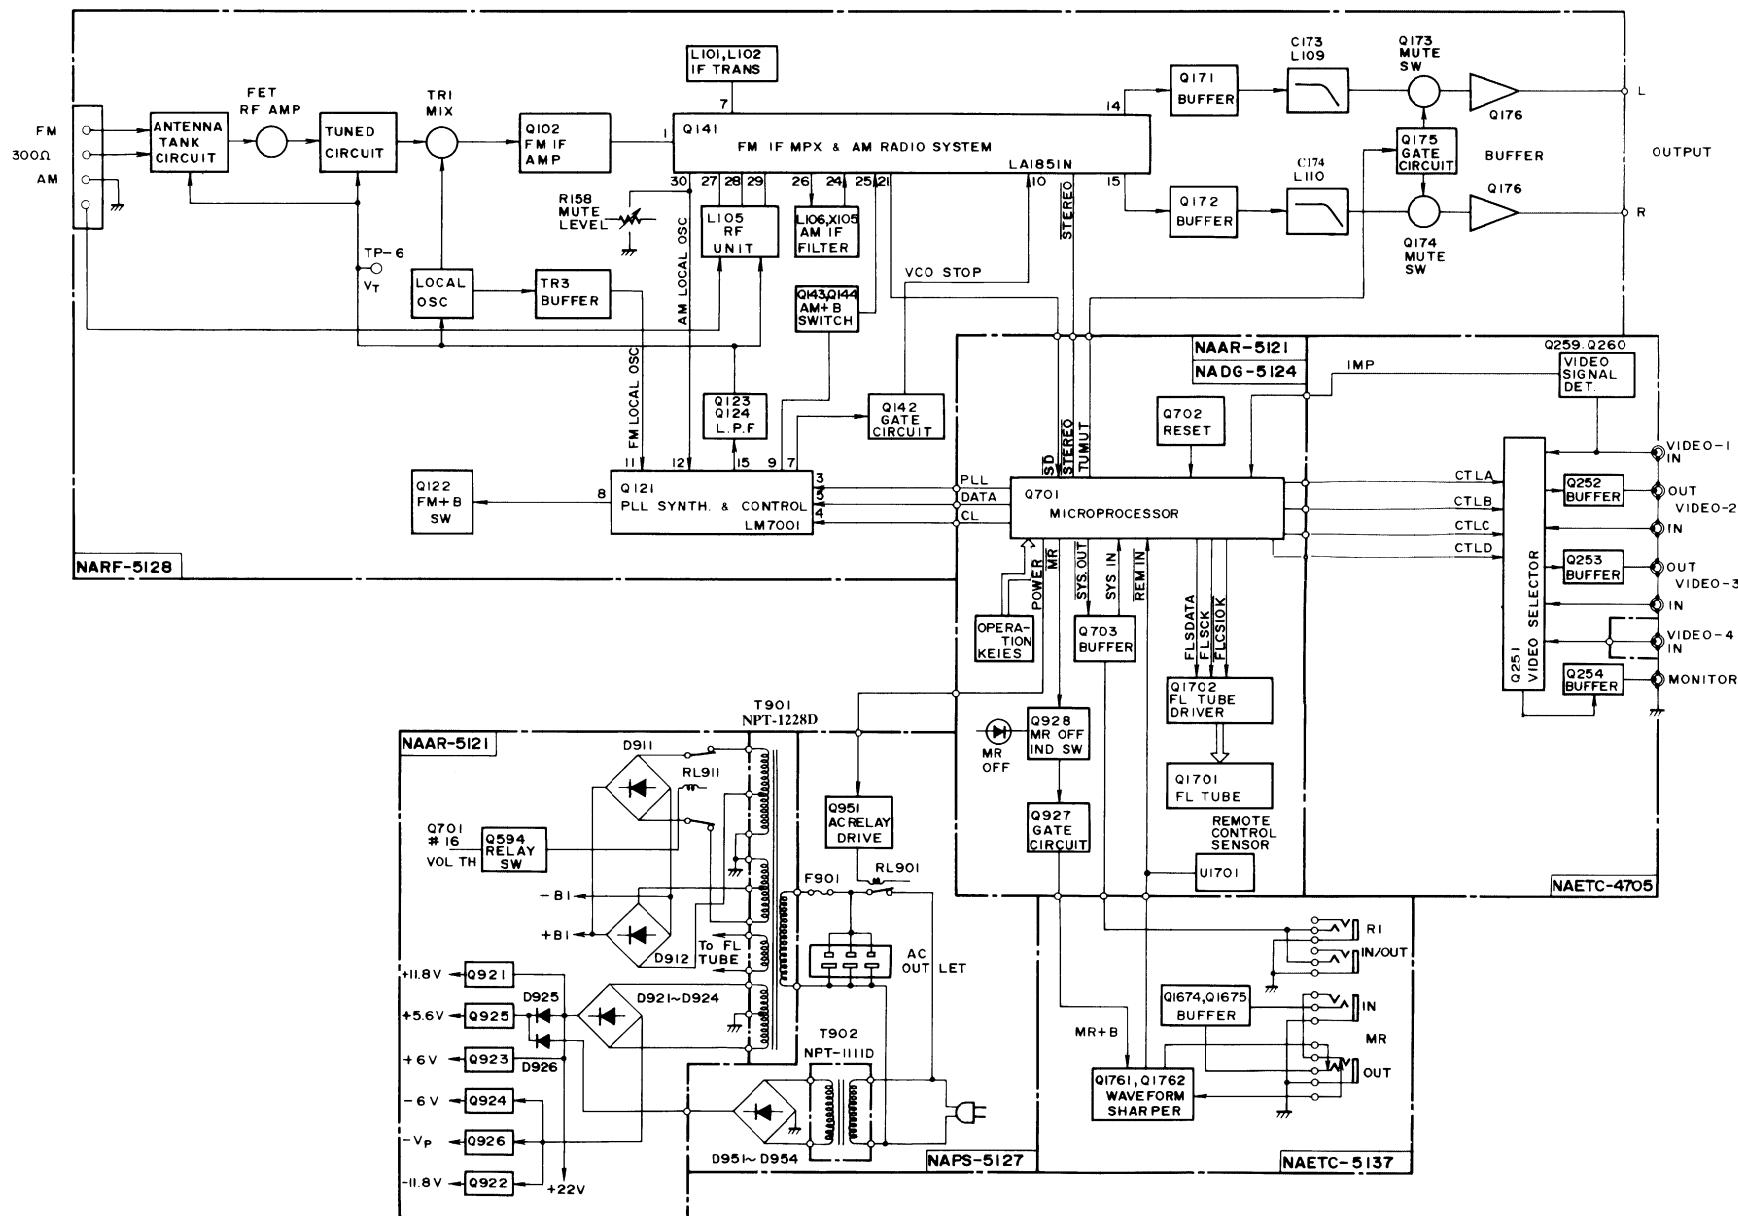 L101,L102
IF TRANS
7
FET
RF AMP
TRI
MIX
FM
300Ω
AM
ANTENNA
TANK
CIRCUIT
TUNED
CIRCUIT
Q102
FM IF
AMP
1
Q141
FM IF MPX & AM RADIO SYSTEM
LA1851N
14
30
27
28
29
26
24
25
21
10
15
STEREO
Q171
BUFFER
C173
L109
Q173
MUTE
SW
Q176
L
Q175
GATE
CIRCUIT
BUFFER
OUTPUT
Q172
BUFFER
C174
L110
Q176
R
Q174
MUTE
SW
R158
MUTE
LEVEL
L105
RF
UNIT
L106,X105
AM IF
FILTER
TP-6
VT
LOCAL
OSC
TR3
BUFFER
AM LOCAL OSC
FM LOCAL OSC
VCO STOP
Q143,Q144
AM+B
SWITCH
Q123
Q124
L.P.F
Q142
GATE
CIRCUIT
11
12
15
9
7
Q122
FM+B
SW
8
Q121
PLL SYNTH. & CONTROL
LM7001
3
5
4
PLL
DATA
CL
NARF-5128
NAAR-5121
NADG-5124
IMP
Q259.Q260
VIDEO
SIGNAL
DET.
Q702
RESET
SD
STEREO
TUMUT
Q701
MICROPROCESSOR
CTLA
CTLB
CTLC
CTLD
Q251
VIDEO SELECTOR
Q252
BUFFER
Q253
BUFFER
Q254
BUFFER
VIDEO-1
IN
OUT
VIDEO-2
IN
OUT
VIDEO-3
IN
VIDEO-4
IN
MONITOR
POWER
MR
SYS.OUT
SYS IN
REM IN
FLSDATA
FLSCK
FLCSIOK
OPERA-
TION
KEIES
Q703
BUFFER
Q1702
FL TUBE
DRIVER
Q1701
FL TUBE
Q928
MR OFF
IND SW
MR
OFF
Q927
GATE
CIRCUIT
REMOTE
CONTROL
SENSOR
U1701
NAETC-4705
T901
NPT-1228D
NAAR-5121
D911
RL911
Q701
# 16
VOL TH
Q594
RELAY
SW
-B1
+B1
D912
To FL
TUBE
Q951
AC RELAY
DRIVE
RL901
F901
AC
OUT LET
+11.8V
Q921
D925
D921~D924
+5.6V
Q925
+6V
Q923
D926
-6V
Q924
-VP
Q926
-11.8V
Q922
+22V
T902
NPT-1111D
D951~D954
NAPS-5127
RI
IN/OUT
Q1674,Q1675
BUFFER
IN
MR
OUT
MR+B
Q1761,Q1762
WAVEFORM
SHARPER
NAETC-5137